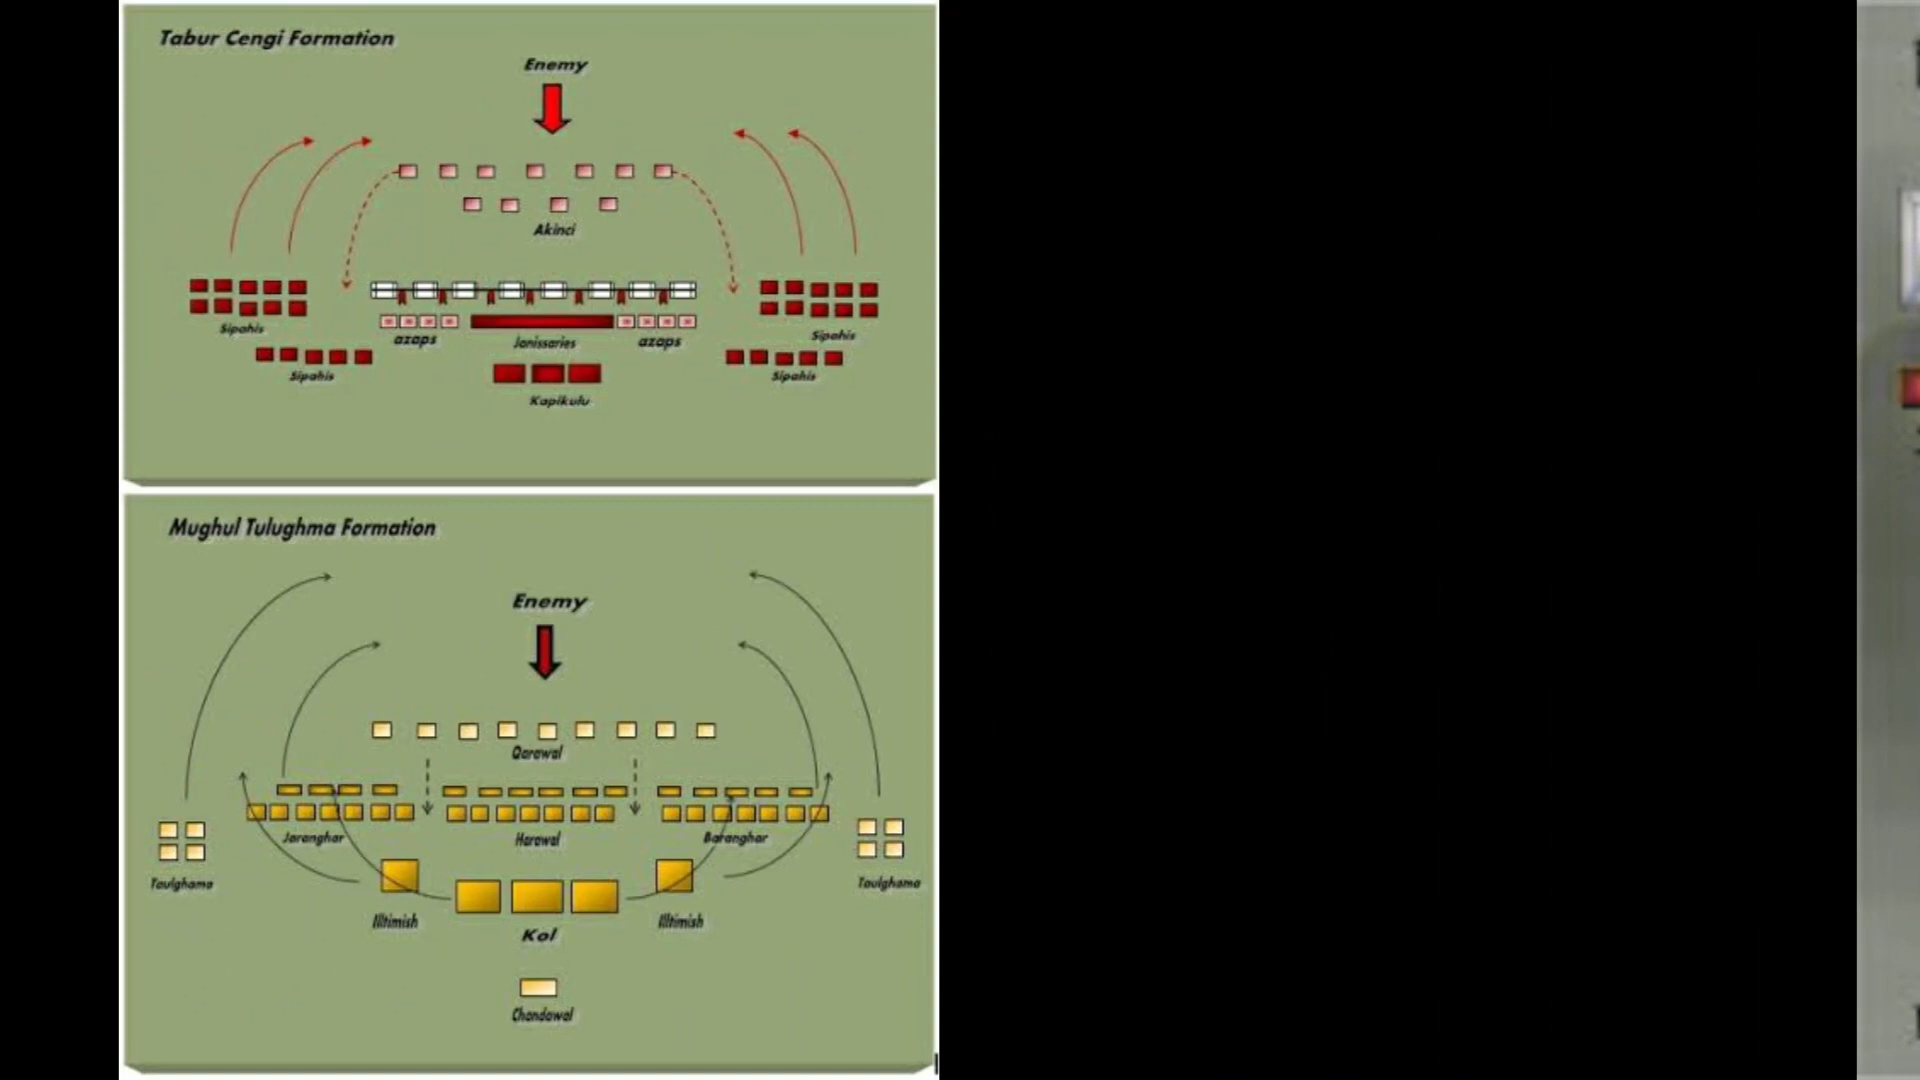 Tabur Cengi Formation
Enemy
Akinci
Sipahis
Sipahis
azaps
Janissaries
azaps
Sipahis
Sipahis
Kapikulu
Mughul Tulughma Formation
Enemy
Qarawal
Jaranghar
Harawal
Baranghar
Taulghama
Taulghama
Illtimish
Illtimish
Kol
Chandawal